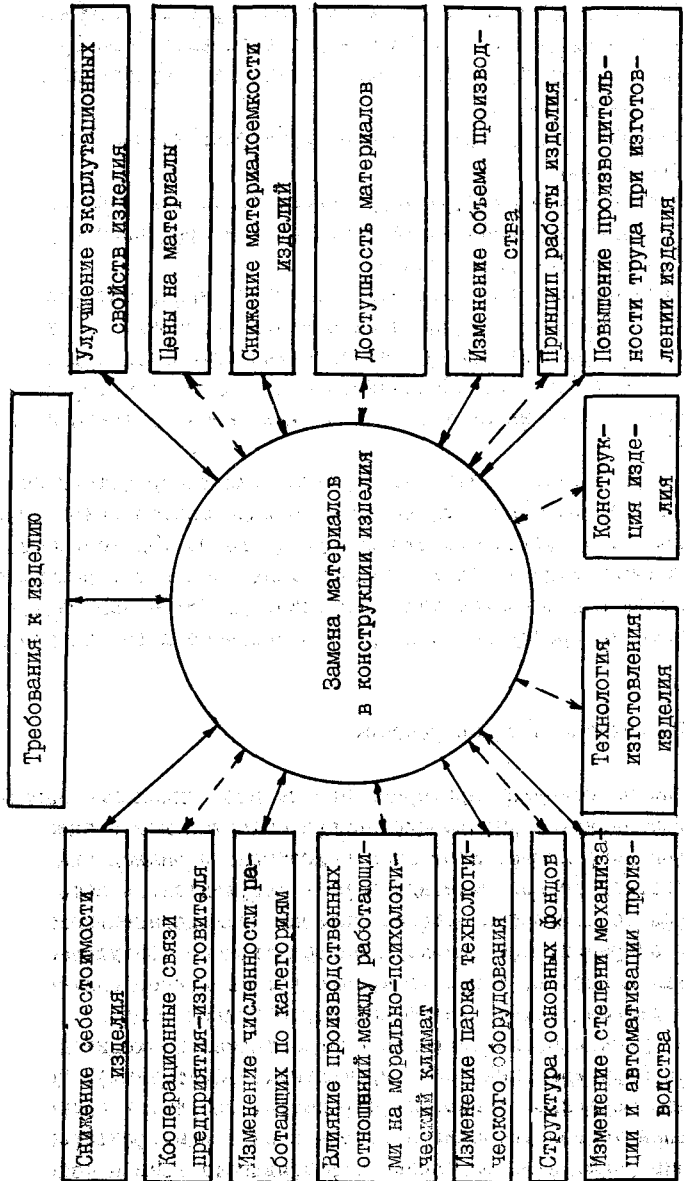 Требования к изделию
Снижение себестоимости
изделия
Кооперационные связи
предприятия-изготовителя
Изменение численности ра-
ботающих по категориям
Влияние производственных
отношений между работающи-
ми на морально-психологи-
ческий климат
Изменение парка технологи-
ческого оборудования
Структура основных фондов
Изменение степени механиза-
ции и автоматизации произ-
водства
Замена материалов
в конструкции изделия
Технология
изготовления
изделия
Конструк-
ция изде-
лия
Улучшение эксплутационных
свойств изделия
Цены на материалы
Снижение материалоемкости
изделий
Доступность материалов
Изменение объема производ-
ства
Принцип работы изделия
Повышение производитель-
ности труда при изготов-
лении изделия